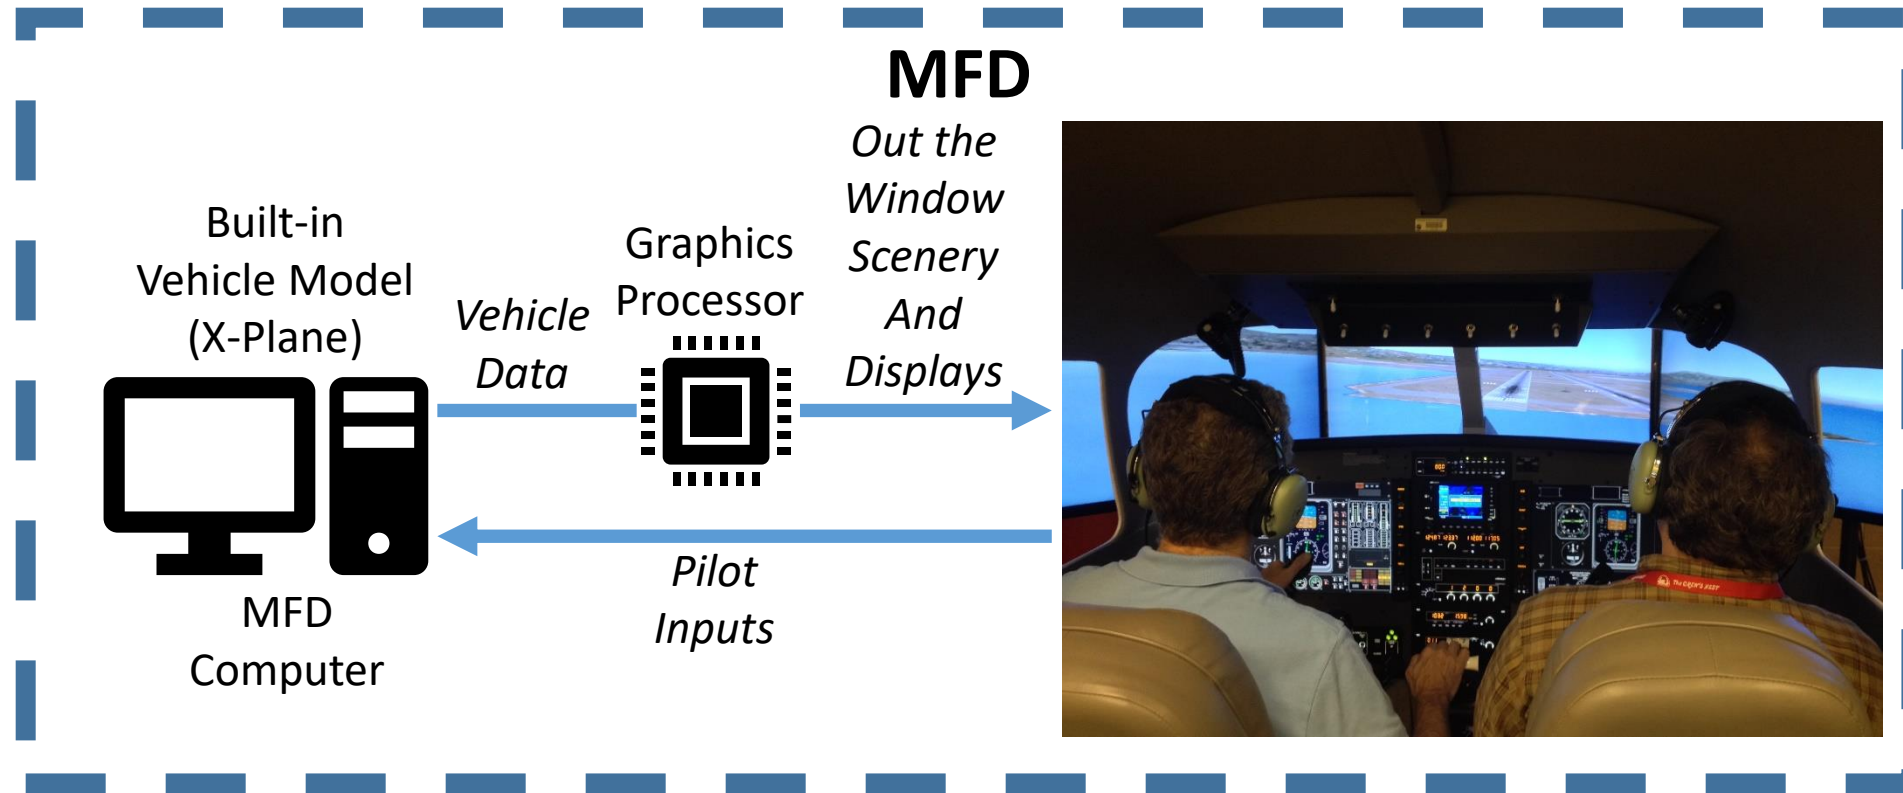 MFD
Out the
Window
Scenery
And
Displays
Built-in
Vehicle Model
(X-Plane)
Graphics
Processor
Vehicle
Data
Pilot
Inputs
MFD
Computer